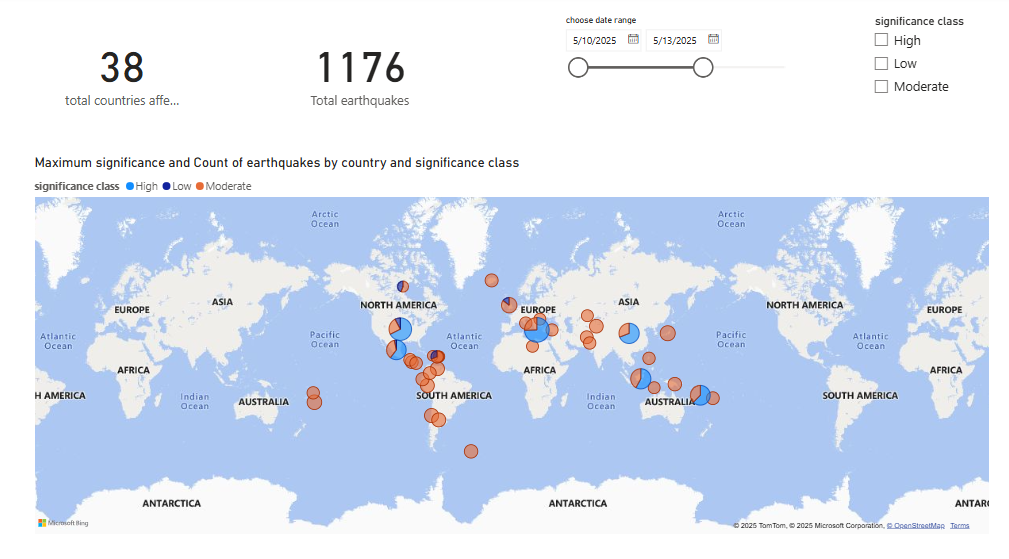 choose date range
5/10/2025 5/13/2025
significance class
High
Low
Moderate
38
total countries affe...
1176
Total earthquakes
Maximum significance and Count of earthquakes by country and significance class
significance class High Low Moderate
Arctic
Ocean
Arctic
Ocean
ASIA
NORTH AMERICA
ASIA
NORTH AMERICA
EUROPE
EUROPE
Atlantic
Ocean
Pacific
Ocean
Atlantic
Ocean
Pacific
Ocean
Atlantic
Ocean
AFRICA
AFRICA
H AMERICA
Indian
Ocean
AUSTRALIA
SOUTH AMERICA
Indian
Ocean
AUSTRALIA
SOUTH AMERICA
ANTARCTICA
ANTARCTICA
ANTAR
Microsoft Bing
© 2025 TomTom, © 2025 Microsoft Corporation, © OpenStreetMap Terms